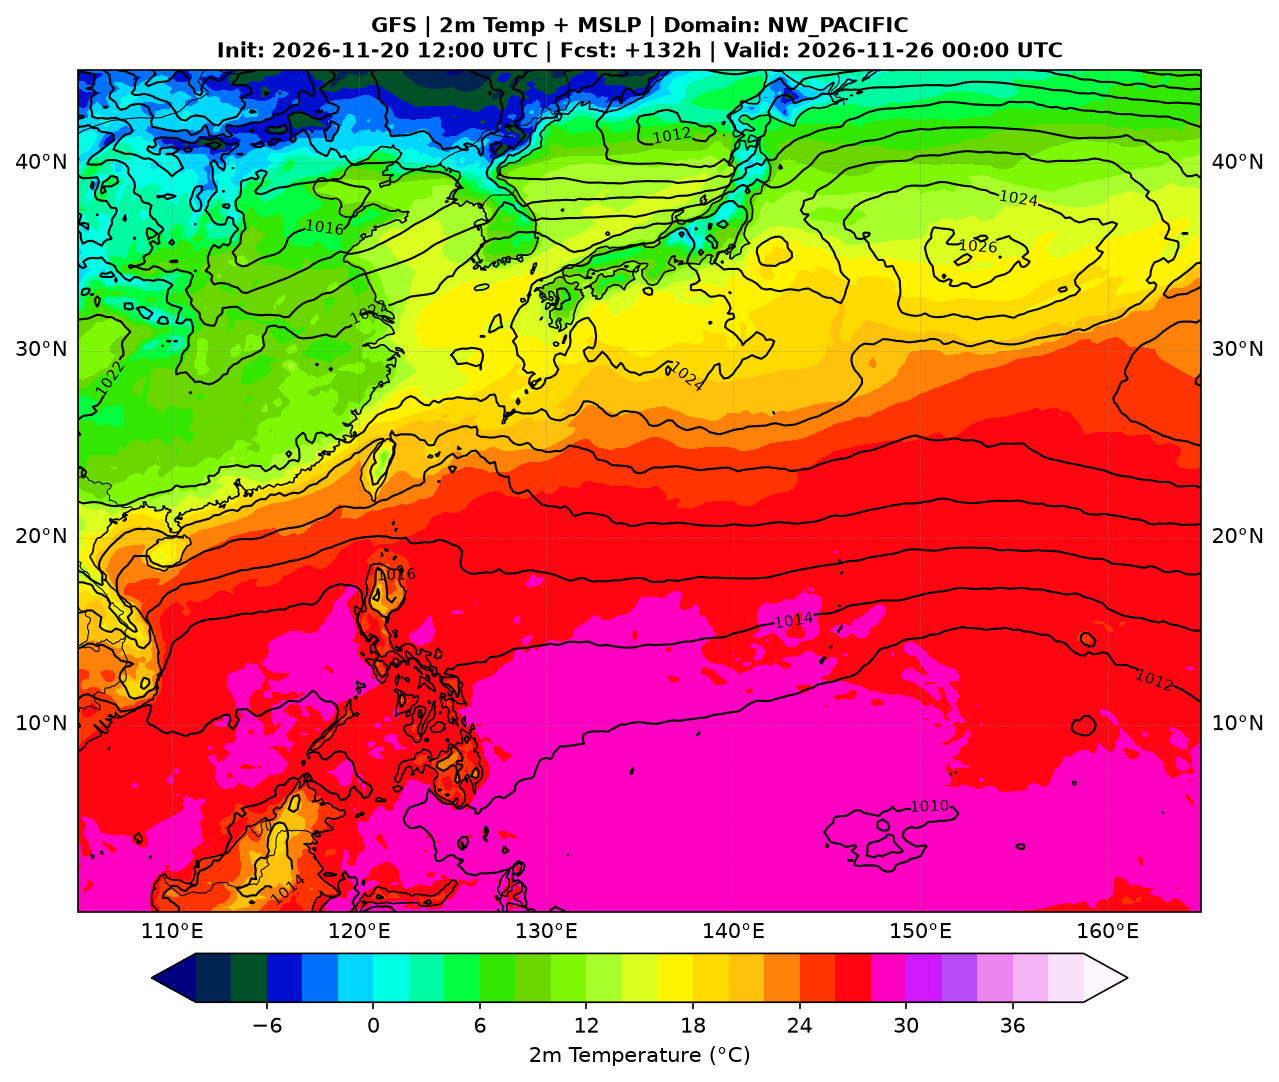 GFS | 2m Temp + MSLP | Domain: NW_PACIFIC
Init: 2026-11-20 12:00 UTC | Fcst: +132h | Valid: 2026-11-26 00:00 UTC
1012
40°N
40°N
1024
1016
1026
1022
30°N
30°N
1022
1024
20°N
20°N
1016
1014
1012
10°N
10°N
1010
1014
110°E
120°E
130°E
140°E
150°E
160°E
−6
0
6
12
18
24
30
36
2m Temperature (°C)